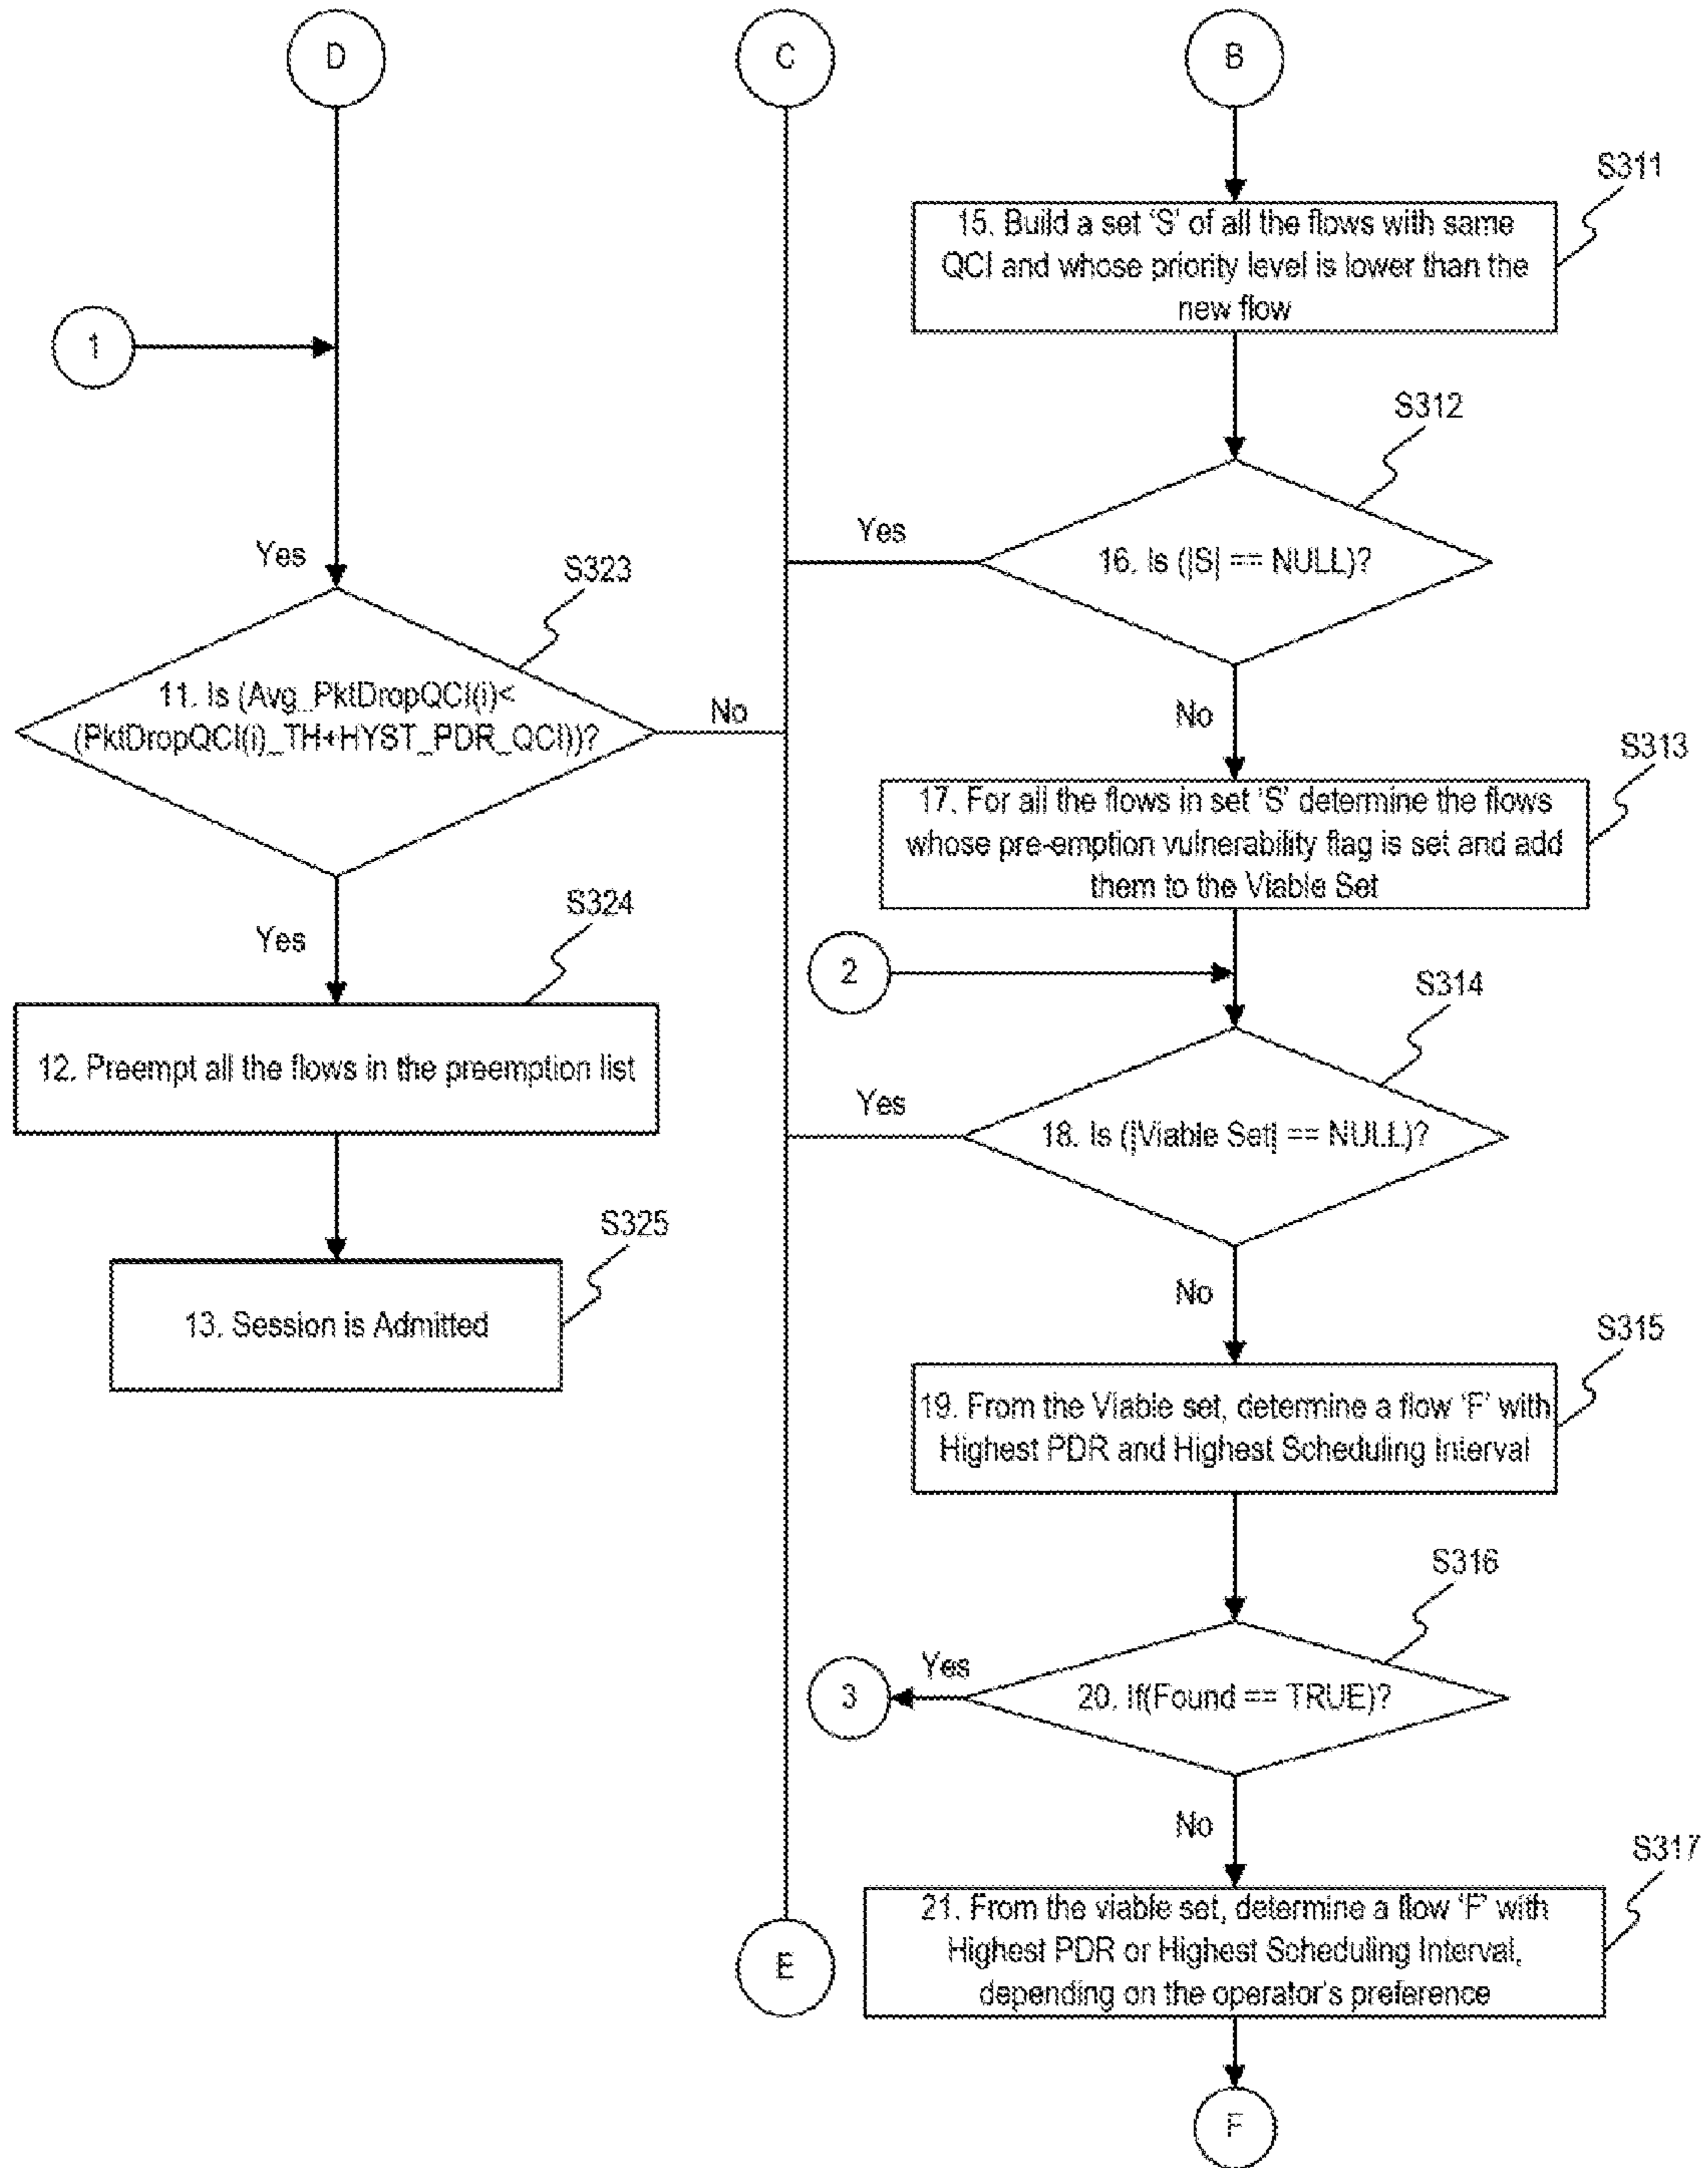 D
C
B
S311
15. Build a set 'S' of all the flows with same
QCI and whose priority level is lower than the
new flow
1
S312
Yes
16. Is (|S| == NULL)?
Yes
S323
11. Is (Avg_PktDropQCI(i)<
(PktDropQCI(i)_TH+HYST_PDR_QCI))?
No
No
S313
17. For all the flows in set 'S' determine the flows
whose pre-emption vulnerability flag is set and add
them to the Viable Set
S324
Yes
2
S314
12. Preempt all the flows in the preemption list
Yes
18. Is (|Viable Set| == NULL)?
S325
No
13. Session is Admitted
S315
19. From the Viable set, determine a flow 'F' with
Highest PDR and Highest Scheduling Interval
S316
Yes
3
20. If(Found == TRUE)?
No
S317
21. From the viable set, determine a flow 'F' with
Highest PDR or Highest Scheduling Interval,
depending on the operator's preference
E
F